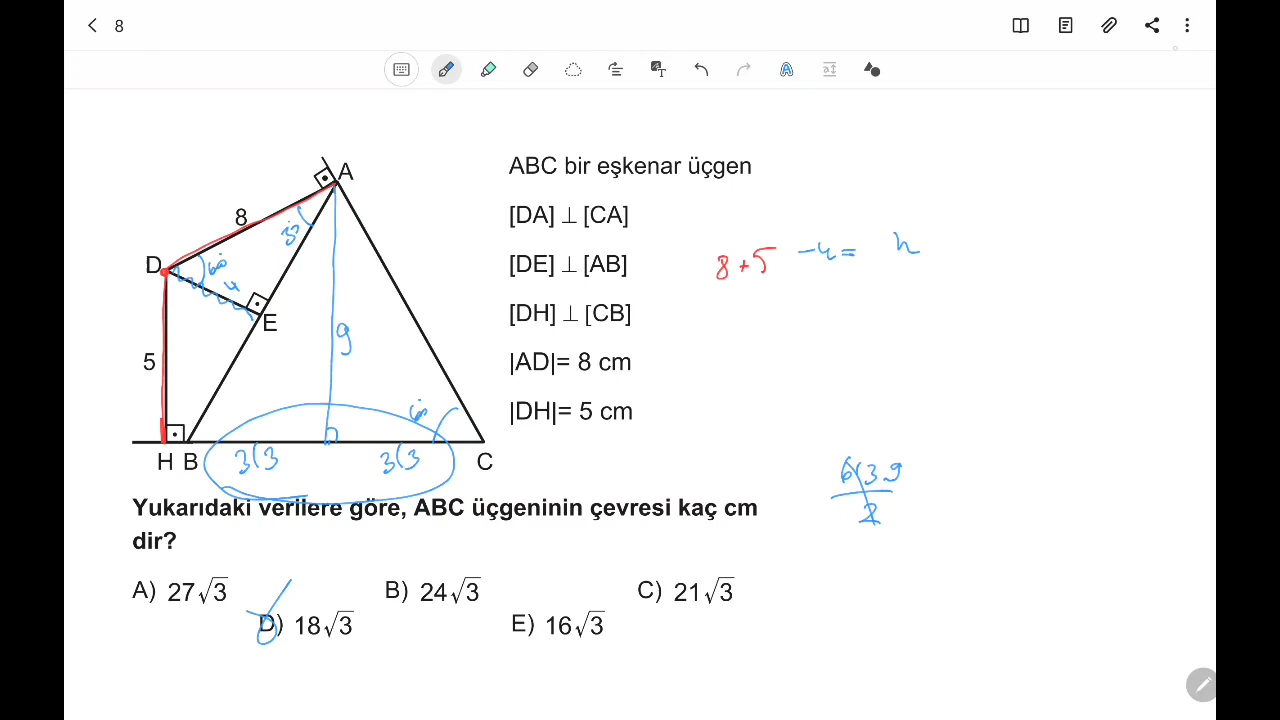 8
A
ABC bir eşkenar üçgen
8
[DA] ⊥ [CA]
30
D
60
4
[DE] ⊥ [AB]
8 + 5 - 4 = h
E
[DH] ⊥ [CB]
9
5
|AD|= 8 cm
60
|DH|= 5 cm
H B
3√3
3√3
C
6√3.9
2
Yukarıdaki verilere göre, ABC üçgeninin çevresi kaç cm
dir?
A) 27√3 B) 24√3 C) 21√3
D) 18√3 E) 16√3